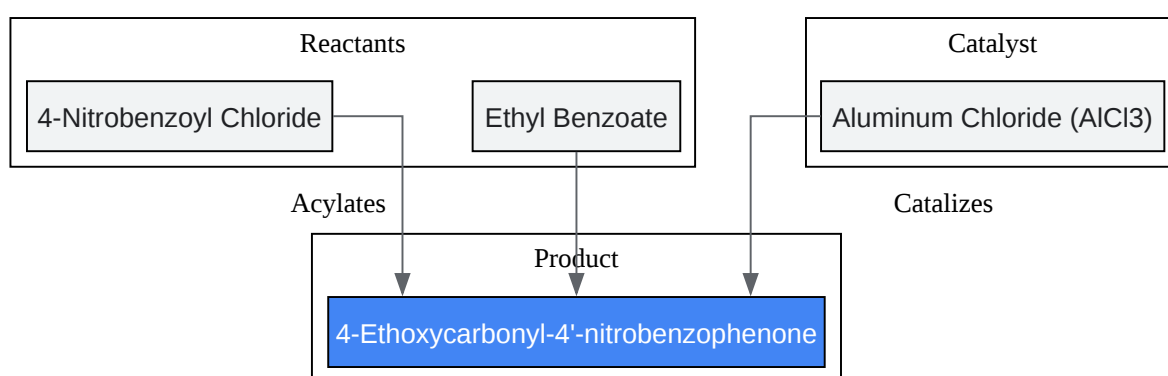 Reactants
Catalyst
4-Nitrobenzoyl Chloride
Ethyl Benzoate
Aluminum Chloride (AlCl3)
Acylates
Catalizes
Product
4-Ethoxycarbonyl-4'-nitrobenzophenone